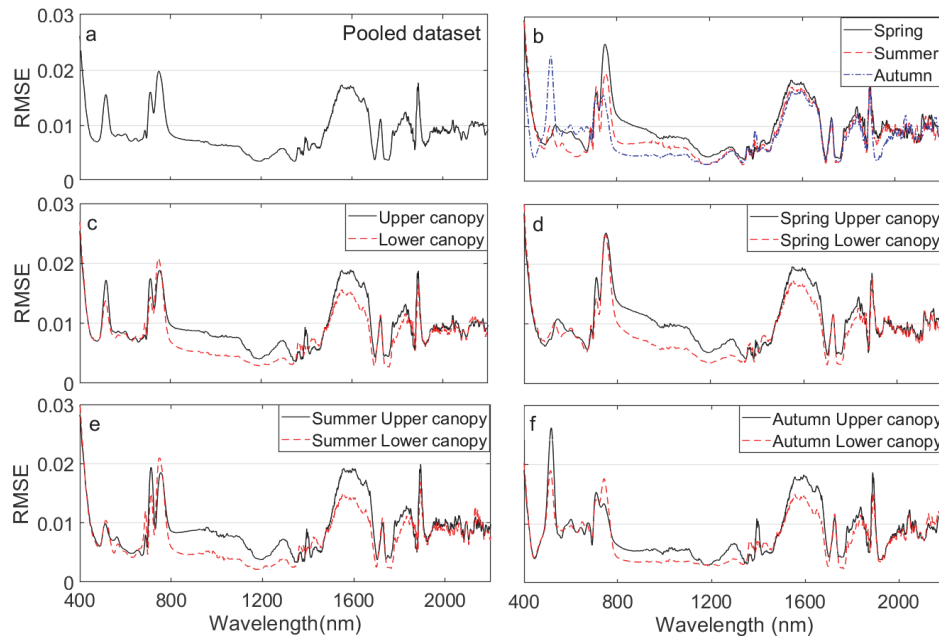 0.03
a
Pooled dataset
0.02
RMSE
0.01
0
b
Spring
Summer
Autumn
0.03
c
Upper canopy
Lower canopy
0.02
RMSE
0.01
0
d
Spring Upper canopy
Spring Lower canopy
0.03
e
Summer Upper canopy
Summer Lower canopy
0.02
RMSE
0.01
0
400 800 1200 1600 2000
Wavelength(nm)
f
Autumn Upper canopy
Autumn Lower canopy
400 800 1200 1600 2000
Wavelength (nm)